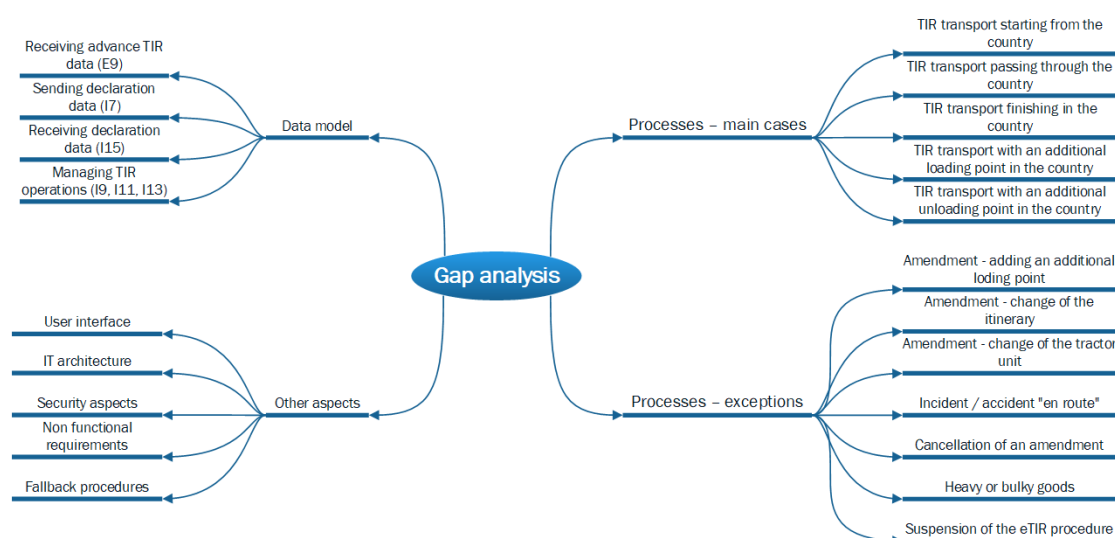 Receiving advance TIR
data (E9)
Sending declaration
data (I7)
Receiving declaration
data (I15)
Managing TIR
operations (I9, I11, I13)
Data model
User interface
IT architecture
Security aspects
Non functional
requirements
Fallback procedures
Other aspects
Gap analysis
Processes – main cases
TIR transport starting from the
country
TIR transport passing through the
country
TIR transport finishing in the
country
TIR transport with an additional
loading point in the country
TIR transport with an additional
unloading point in the country
Processes – exceptions
Amendment - adding an additional
loding point
Amendment - change of the
itinerary
Amendment - change of the tractor
unit
Incident / accident "en route"
Cancellation of an amendment
Heavy or bulky goods
Suspension of the eTIR procedure